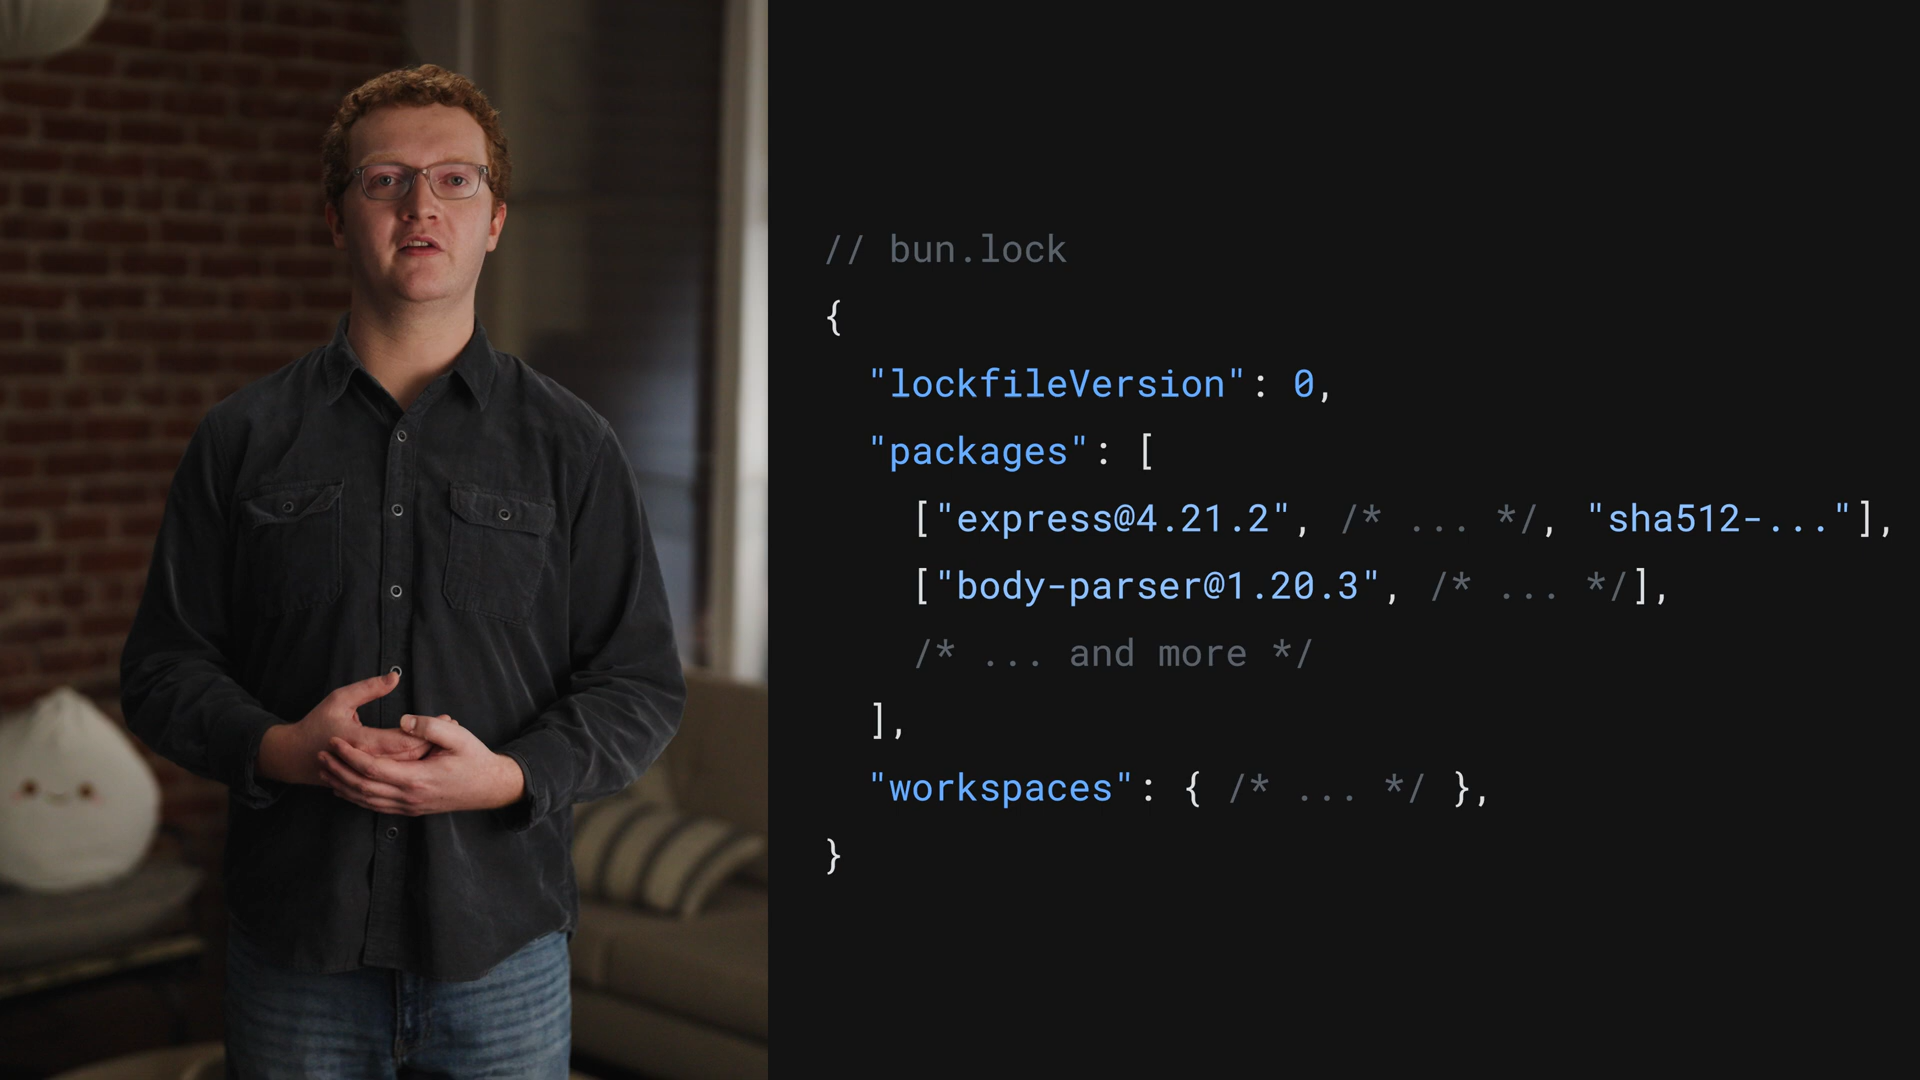 // bun.lock
{
"lockfileVersion": 0,
"packages": [
["express@4.21.2", /* ... */, "sha512-..."],
["body-parser@1.20.3", /* ... */],
/* ... and more */
],
"workspaces": { /* ... */ },
}